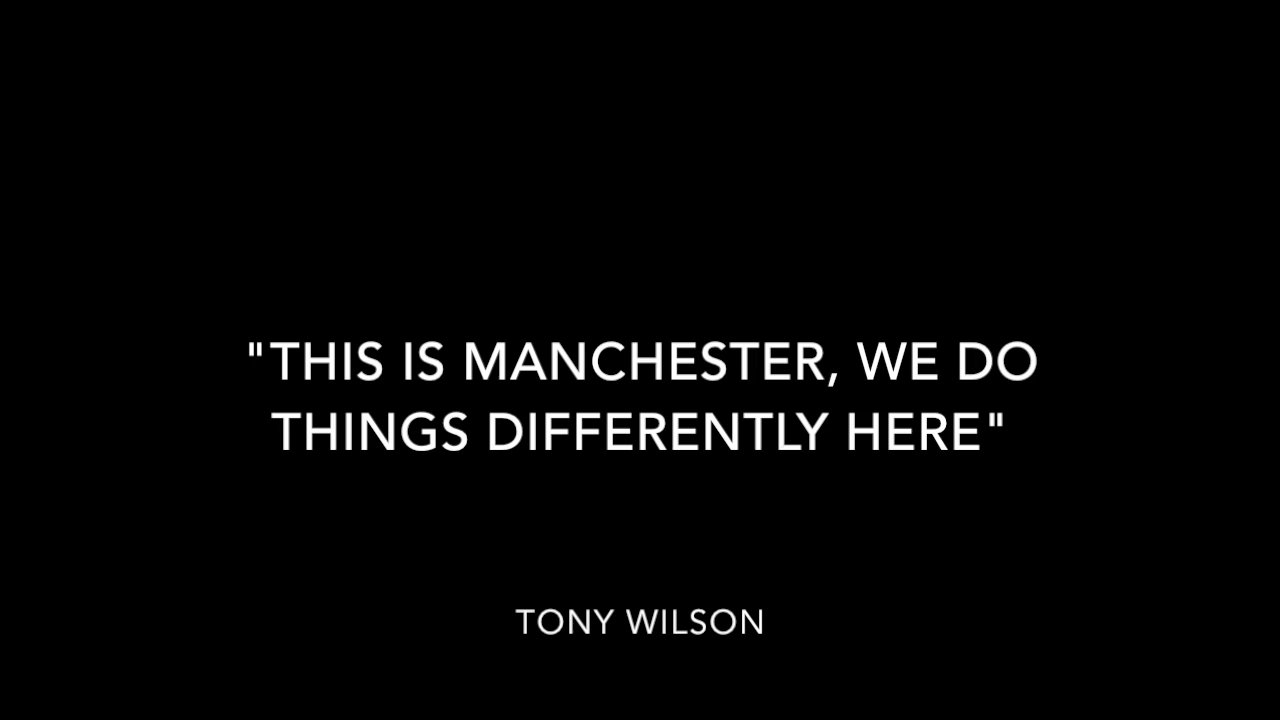 "THIS IS MANCHESTER, WE DO
THINGS DIFFERENTLY HERE"
TONY WILSON